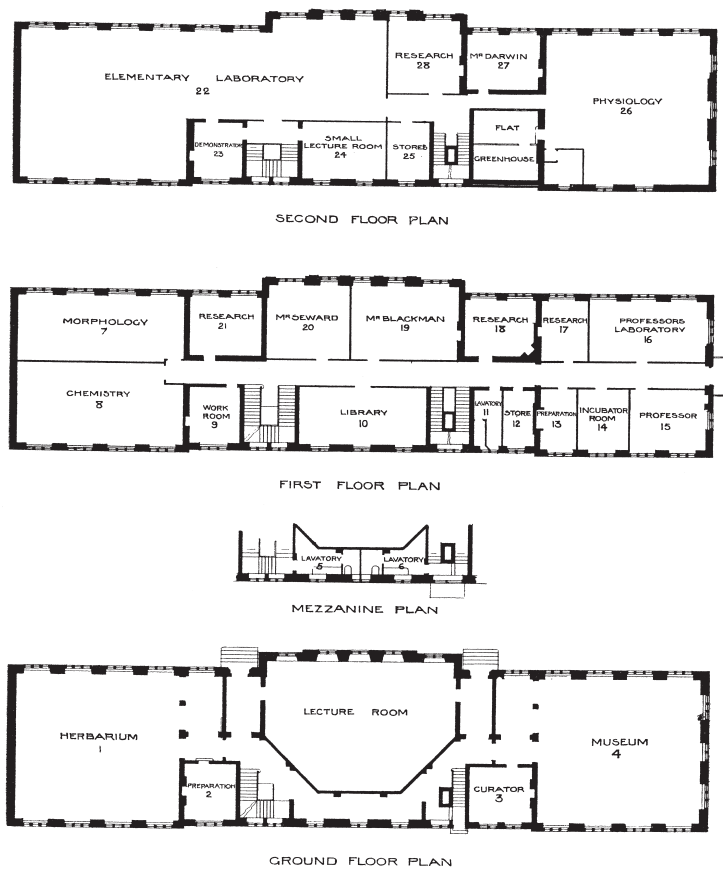 ELEMENTARY LABORATORY
22
RESEARCH
28
Mr DARWIN
27
PHYSIOLOGY
26
DEMONSTRATOR
23
SMALL
LECTURE ROOM
24
STORES
25
FLAT
GREENHOUSE
SECOND FLOOR PLAN
MORPHOLOGY
7
RESEARCH
21
Mr SEWARD
20
Mr BLACKMAN
19
RESEARCH
18
RESEARCH
17
PROFESSORS
LABORATORY
16
CHEMISTRY
8
WORK
ROOM
9
LIBRARY
10
LAVATORY
11
STORE
12
PREPARATION
13
INCUBATOR
ROOM
14
PROFESSOR
15
FIRST FLOOR PLAN
LAVATORY
5
LAVATORY
6
MEZZANINE PLAN
HERBARIUM
1
LECTURE ROOM
MUSEUM
4
PREPARATION
2
CURATOR
3
GROUND FLOOR PLAN